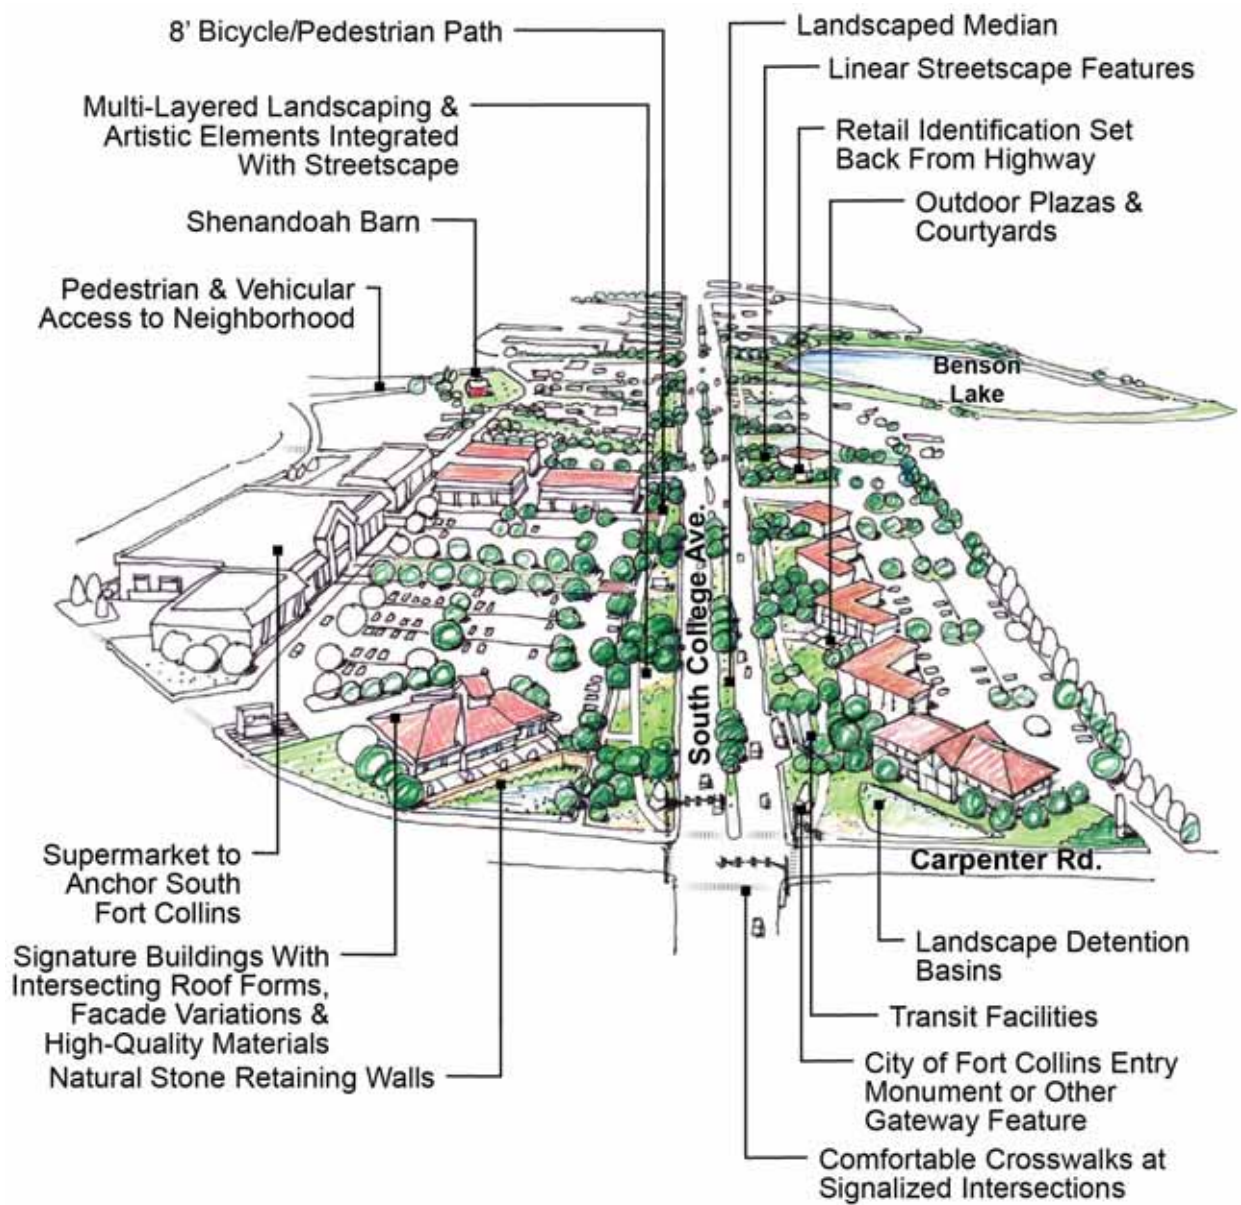 8’ Bicycle/Pedestrian Path
Multi-Layered Landscaping &
Artistic Elements Integrated
With Streetscape
Shenandoah Barn
Pedestrian & Vehicular
Access to Neighborhood
Landscaped Median
Linear Streetscape Features
Retail Identification Set
Back From Highway
Outdoor Plazas &
Courtyards
Benson
Lake
South College Ave.
Carpenter Rd.
Supermarket to
Anchor South
Fort Collins
Signature Buildings With
Intersecting Roof Forms,
Facade Variations &
High-Quality Materials
Natural Stone Retaining Walls
Landscape Detention
Basins
Transit Facilities
City of Fort Collins Entry
Monument or Other
Gateway Feature
Comfortable Crosswalks at
Signalized Intersections